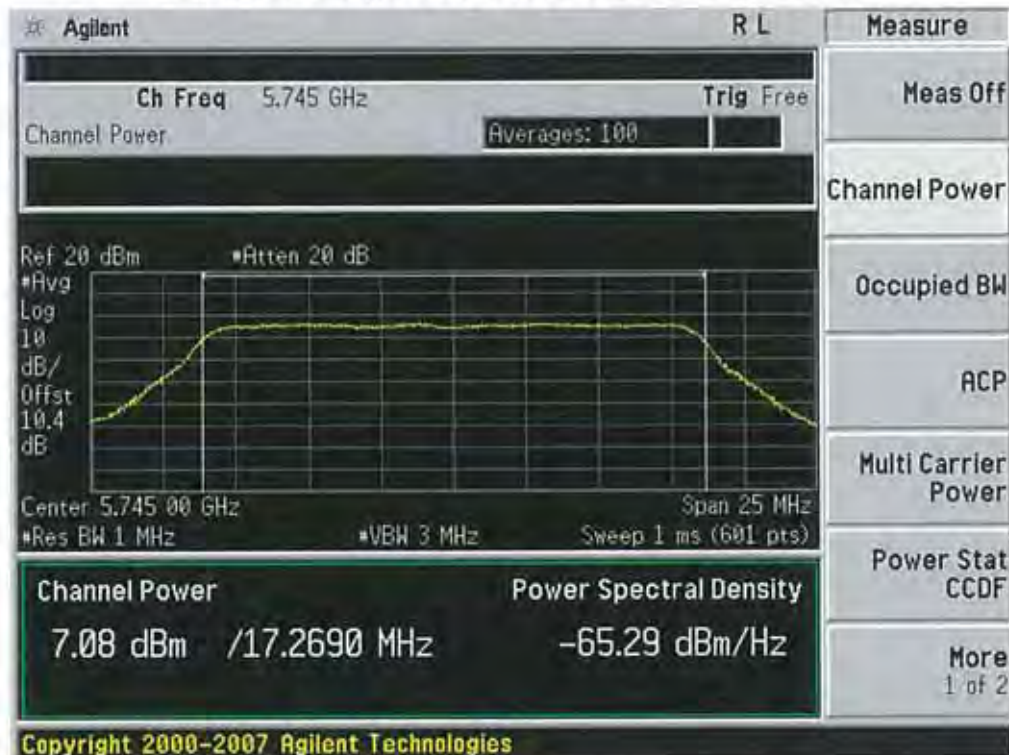 Agilent R L Measure
Ch Freq 5.745 GHz Trig Free
Channel Power Averages: 100
Meas Off
Channel Power
Occupied BW
ACP
Multi Carrier
Power
Power Stat
CCDF
More
1 of 2
Ref 20 dBm #Atten 20 dB
#Avg
Log
10
dB/
Offst
10.4
dB
Center 5.745 00 GHz Span 25 MHz
#Res BW 1 MHz #VBW 3 MHz Sweep 1 ms (601 pts)
Channel Power Power Spectral Density
7.08 dBm /17.2690 MHz -65.29 dBm/Hz
Copyright 2000-2007 Agilent Technologies